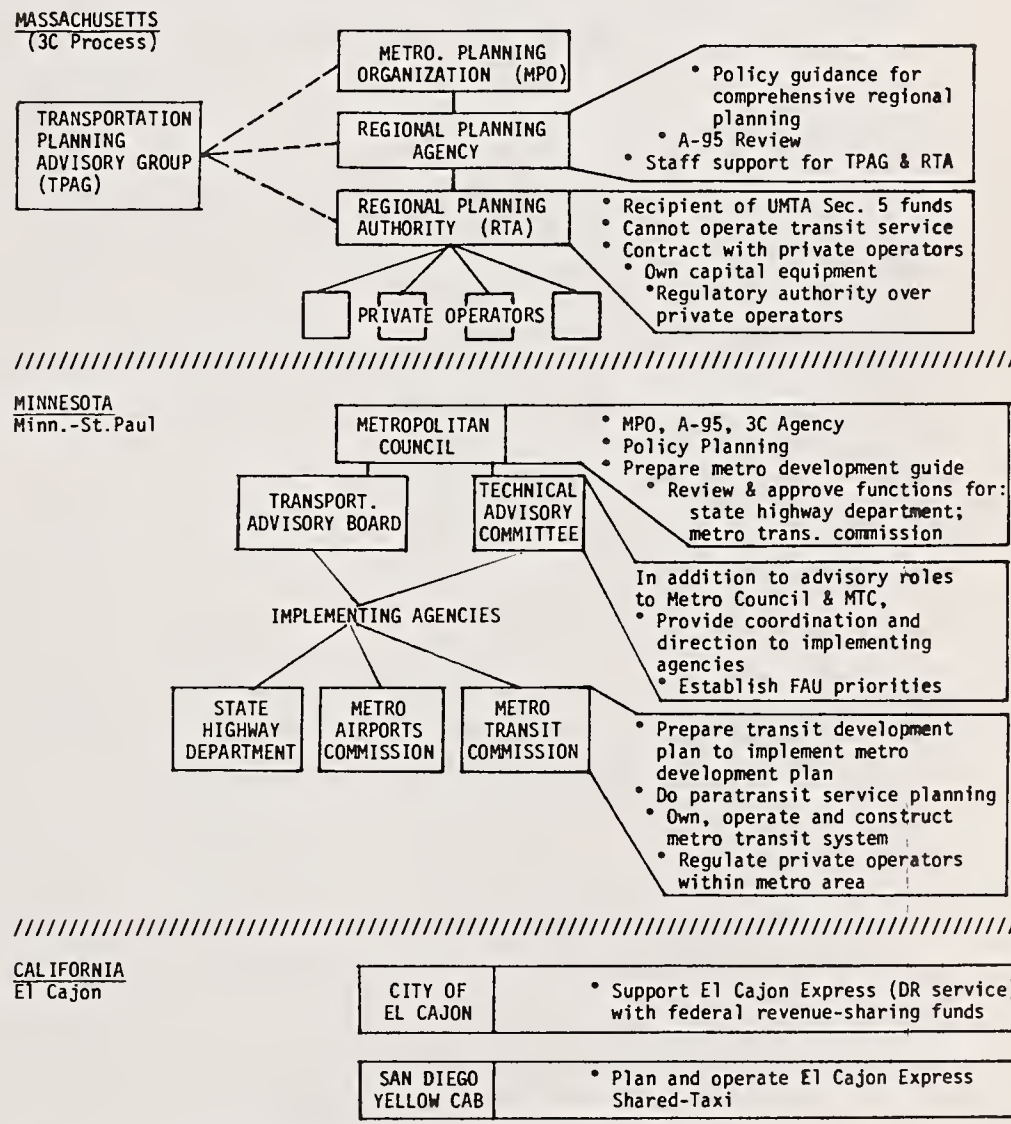 MASSACHUSETTS
(3C Process)
METRO. PLANNING
ORGANIZATION (MPO)
TRANSPORTATION
PLANNING
ADVISORY GROUP
(TPAG)
REGIONAL PLANNING
AGENCY
• Policy guidance for
comprehensive regional
planning
• A-95 Review
• Staff support for TPAG & RTA
REGIONAL PLANNING
AUTHORITY (RTA)
• Recipient of UMTA Sec. 5 funds
• Cannot operate transit service
• Contract with private operators
• Own capital equipment
• Regulatory authority over
private operators
PRIVATE OPERATORS
MINNESOTA
Minn.-St.Paul
METROPOLITAN
COUNCIL
• MPO, A-95, 3C Agency
• Policy Planning
• Prepare metro development guide
• Review & approve functions for:
state highway department;
metro trans. commission
TRANSPORT.
ADVISORY BOARD
TECHNICAL
ADVISORY
COMMITTEE
In addition to advisory roles
to Metro Council & MTC,
• Provide coordination and
direction to implementing
agencies
• Establish FAU priorities
IMPLEMENTING AGENCIES
STATE
HIGHWAY
DEPARTMENT
METRO
AIRPORTS
COMMISSION
METRO
TRANSIT
COMMISSION
• Prepare transit development
plan to implement metro
development plan
• Do paratransit service planning
• Own, operate and construct
metro transit system
• Regulate private operators
within metro area
CALIFORNIA
El Cajon
CITY OF
EL CAJON
• Support El Cajon Express (DR service)
with federal revenue-sharing funds
SAN DIEGO
YELLOW CAB
• Plan and operate El Cajon Express
Shared-Taxi